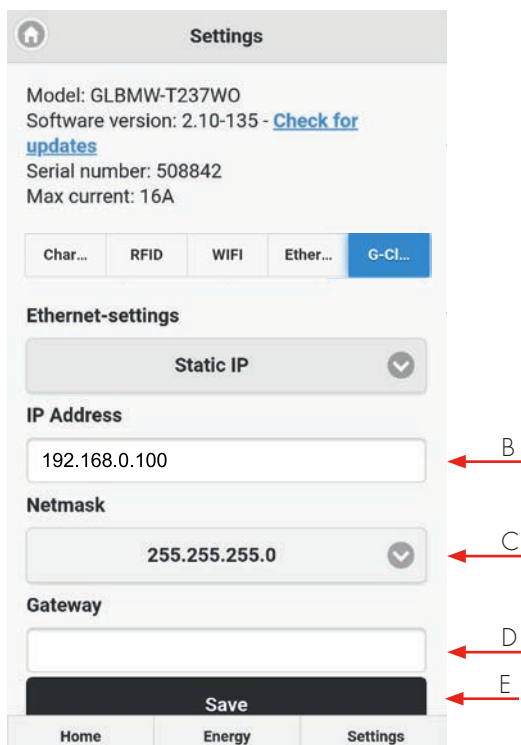 Settings
Model: GLBMW-T237WO
Software version: 2.10-135 - Check for
updates
Serial number: 508842
Max current: 16A
Char... RFID WIFI Ether... G-Cl...
Ethernet-settings
Static IP
IP Address
192.168.0.100
B
Netmask
255.255.255.0
C
Gateway
D
Save
E
Home Energy Settings